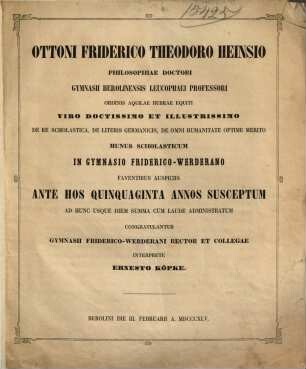 OTTONI FRIDERICO THEODORO HEINSIO
PHILOSOPHIAE DOCTORI
GYMNASII BEROLINENSIS LEUCOPHAEI PROFESSORI
ORDINIS AQUILAE RUBRAE EQUITI
VIRO DOCTISSIMO ET ILLUSTRISSIMO
DE RE SCHOLASTICA, DE LITERIS GERMANICIS, DE OMNI HUMANITATE OPTIME MERITO
MUNUS SCHOLASTICUM
IN GYMNASIO FRIDERICO-WERDERANO
FAVENTIBUS AUSPICIIS
ANTE HOS QUINQUAGINTA ANNOS SUSCEPTUM
AD HUNC USQUE DIEM SUMMA CUM LAUDE ADMINISTRATUM
CONGRATULANTUR
GYMNASII FRIDERICO-WERDERANI RECTOR ET COLLEGAE
INTERPRETE
ERNESTO KÖPKE.
BEROLINI DIE III. FEBRUARII A. MDCCCXLV.